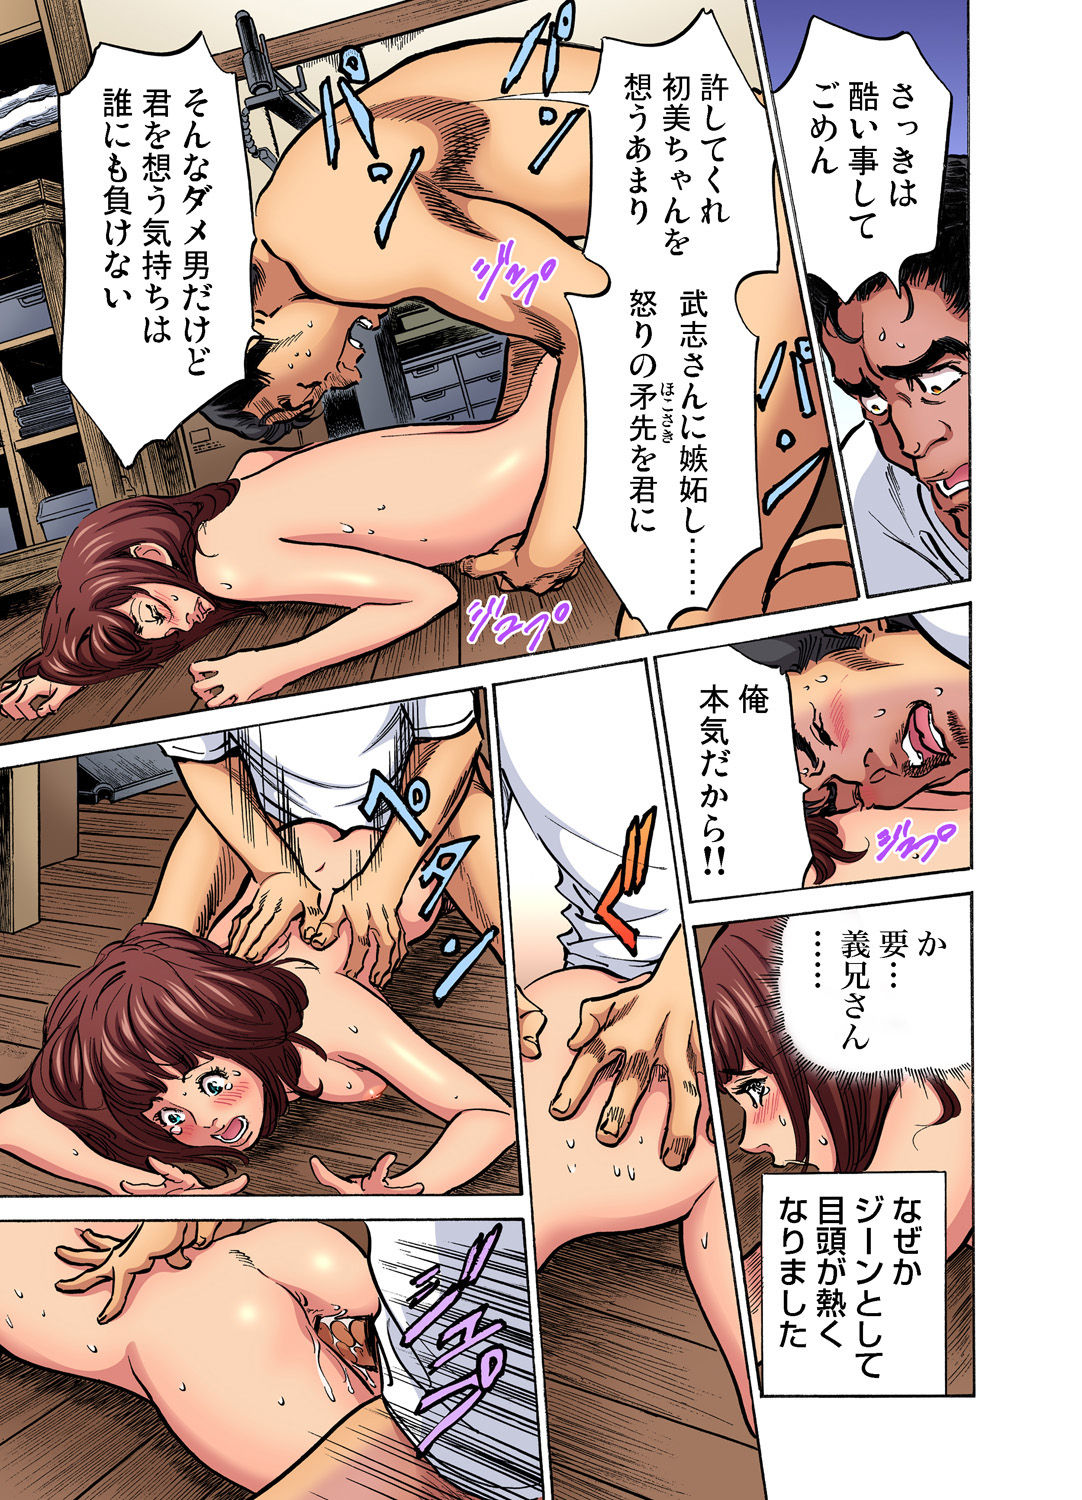 さっきは
酷い事して
ごめん
許してくれ
初美ちゃんを
想うあまり
武志さんに嫉妬し……
怒りの矛先を君に
ほこさき
そんなダメ男だけど
君を想う気持ちは
誰にも負けない
パン
パン
パン
ジュプ
ジュプ
俺
本気だから!!
ジュプ
か
要…
義兄さん
……
なぜか
ジーンとして
目頭が熱く
なりました
ぐ
ペタン
ジュプ